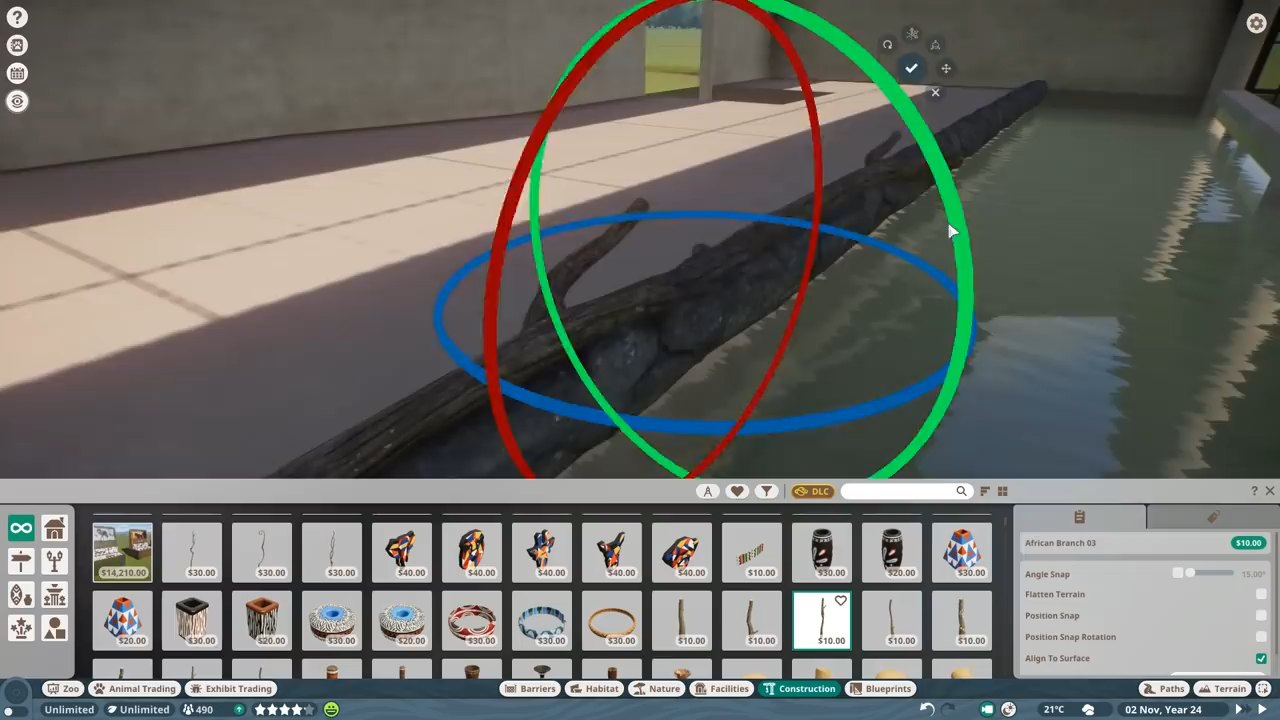 DLC
$14,210.00 $30.00 $30.00 $30.00 $40.00 $40.00 $40.00 $40.00 $40.00 $10.00 $30.00 $20.00 $30.00
$20.00 $30.00 $20.00 $30.00 $30.00 $30.00 $30.00 $30.00 $10.00 $10.00 $10.00 $10.00 $10.00
African Branch 03 $10.00
Angle Snap 15.00°
Flatten Terrain
Position Snap
Position Snap Rotation
Align To Surface
Zoo Animal Trading Exhibit Trading Barriers Habitat Nature Facilities Construction Blueprints Paths Terrain
Unlimited Unlimited 490 21°C 02 Nov, Year 24